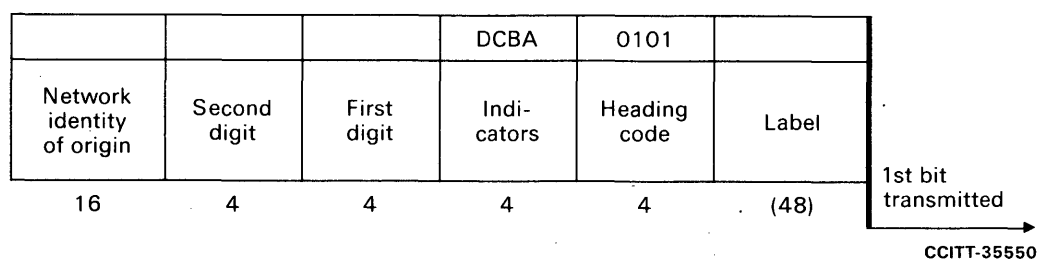 DCBA 0101
Network identity of origin
Second digit
First digit
Indi-
cators
Heading code
Label
16 4 4 4 4 (48)
1st bit
transmitted
CCITT-35550